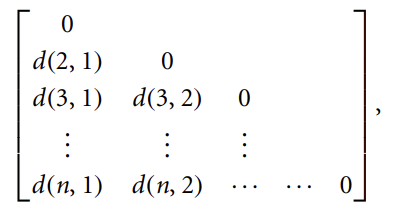 0
d(2, 1) 0
d(3, 1) d(3, 2) 0
⋮ ⋮ ⋮
d(n, 1) d(n, 2) ⋯ ⋯ 0 ,